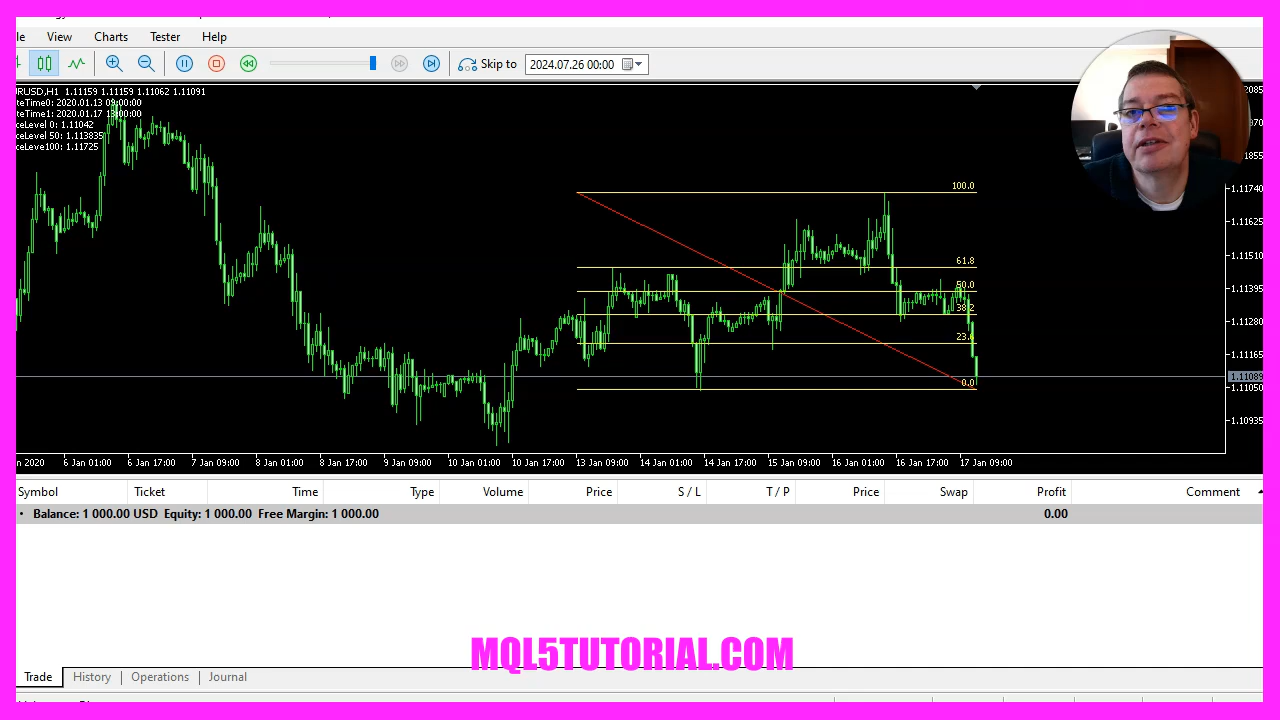 le View Charts Tester Help
Skip to 2024.07.26 00:00
URUSD,H1 1.11159 1.11159 1.11062 1.11091
teTime0: 2020.01.13 09:00:00
teTime1: 2020.01.17
ceLevel 0: 1.11042
ceLevel 50: 1.113835
ceLeve100: 1.11725
2085
970
855
1.11740
1.11625
1.11510
1.11395
1.11280
1.11165
1.11089
1.11050
1.10935
100.0
61.8
50.0
38.2
23.6
0.0
n 2020 6 Jan 01:00 6 Jan 17:00 7 Jan 09:00 8 Jan 01:00 8 Jan 17:00 9 Jan 09:00 10 Jan 01:00 10 Jan 17:00 13 Jan 09:00 14 Jan 01:00 14 Jan 17:00 15 Jan 09:00 16 Jan 01:00 16 Jan 17:00 17 Jan 09:00
Symbol Ticket Time Type Volume Price S / L T / P Price Swap Profit Comment
Balance: 1 000.00 USD Equity: 1 000.00 Free Margin: 1 000.00 0.00
MQL5TUTORIAL.COM
Trade History Operations Journal